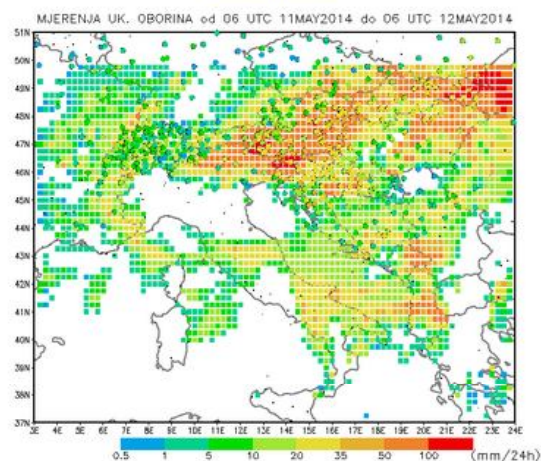 MJERENJA UK. OBORINA od 06 UTC 11MAY2014 do 06 UTC 12MAY2014
51N
50N
49N
48N
47N
46N
45N
44N
43N
42N
41N
40N
39N
38N
37N
3E 4E 5E 6E 7E 8E 9E 10E 11E 12E 13E 14E 15E 16E 17E 18E 19E 20E 21E 22E 23E 24E
0.5 1 5 10 20 35 50 100 (mm/24h)